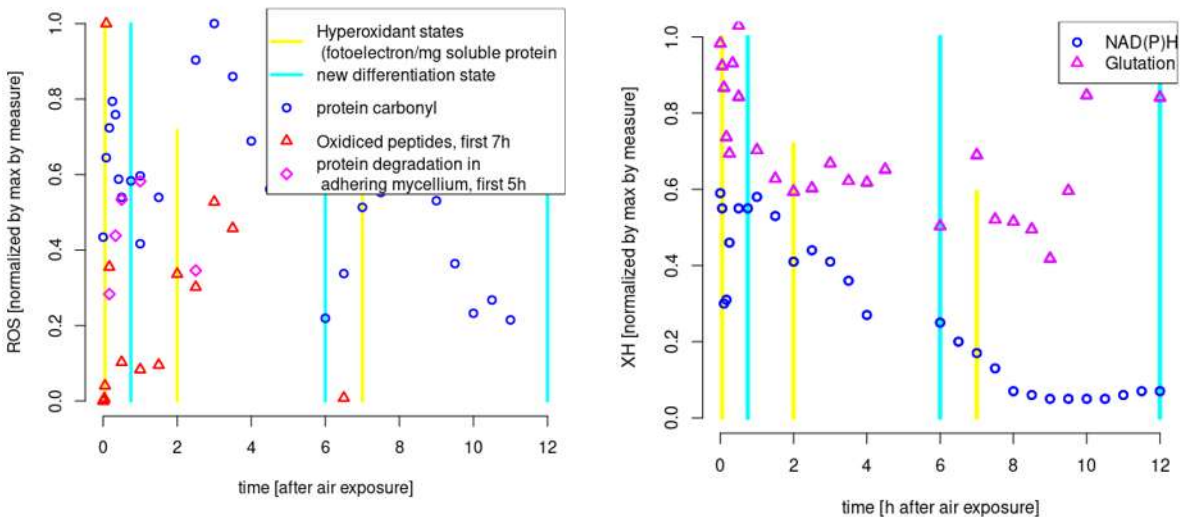 ROS [normalized by max by measure]
0.0 0.2 0.4 0.6 0.8 1.0
Hyperoxidant states
(fotoelectron/mg soluble protein
new differentiation state
protein carbonyl
Oxidiced peptides, first 7h
protein degradation in
adhering mycellium, first 5h
0 2 4 6 8 10 12
time [after air exposure]
XH [normalized by max by measure]
0.0 0.2 0.4 0.6 0.8 1.0
NAD(P)H
Glutation
0 2 4 6 8 10 12
time [h after air exposure]